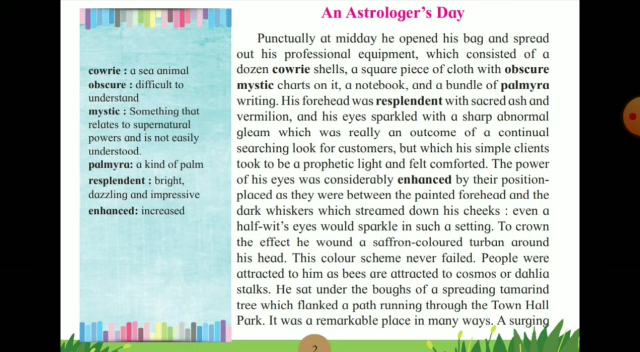 An Astrologer's Day
cowrie : a sea animal
obscure : difficult to
understand
mystic : Something that
relates to supernatural
powers and is not easily
understood.
palmyra: a kind of palm
resplendent : bright,
dazzling and impressive
enhanced: increased
Punctually at midday he opened his bag and spread
out his professional equipment, which consisted of a
dozen cowrie shells, a square piece of cloth with obscure
mystic charts on it, a notebook, and a bundle of palmyra
writing. His forehead was resplendent with sacred ash and
vermilion, and his eyes sparkled with a sharp abnormal
gleam which was really an outcome of a continual
searching look for customers, but which his simple clients
took to be a prophetic light and felt comforted. The power
of his eyes was considerably enhanced by their position-
placed as they were between the painted forehead and the
dark whiskers which streamed down his cheeks : even a
half-wit's eyes would sparkle in such a setting. To crown
the effect he wound a saffron-coloured turban around
his head. This colour scheme never failed. People were
attracted to him as bees are attracted to cosmos or dahlia
stalks. He sat under the boughs of a spreading tamarind
tree which flanked a path running through the Town Hall
Park. It was a remarkable place in many ways. A surging
2